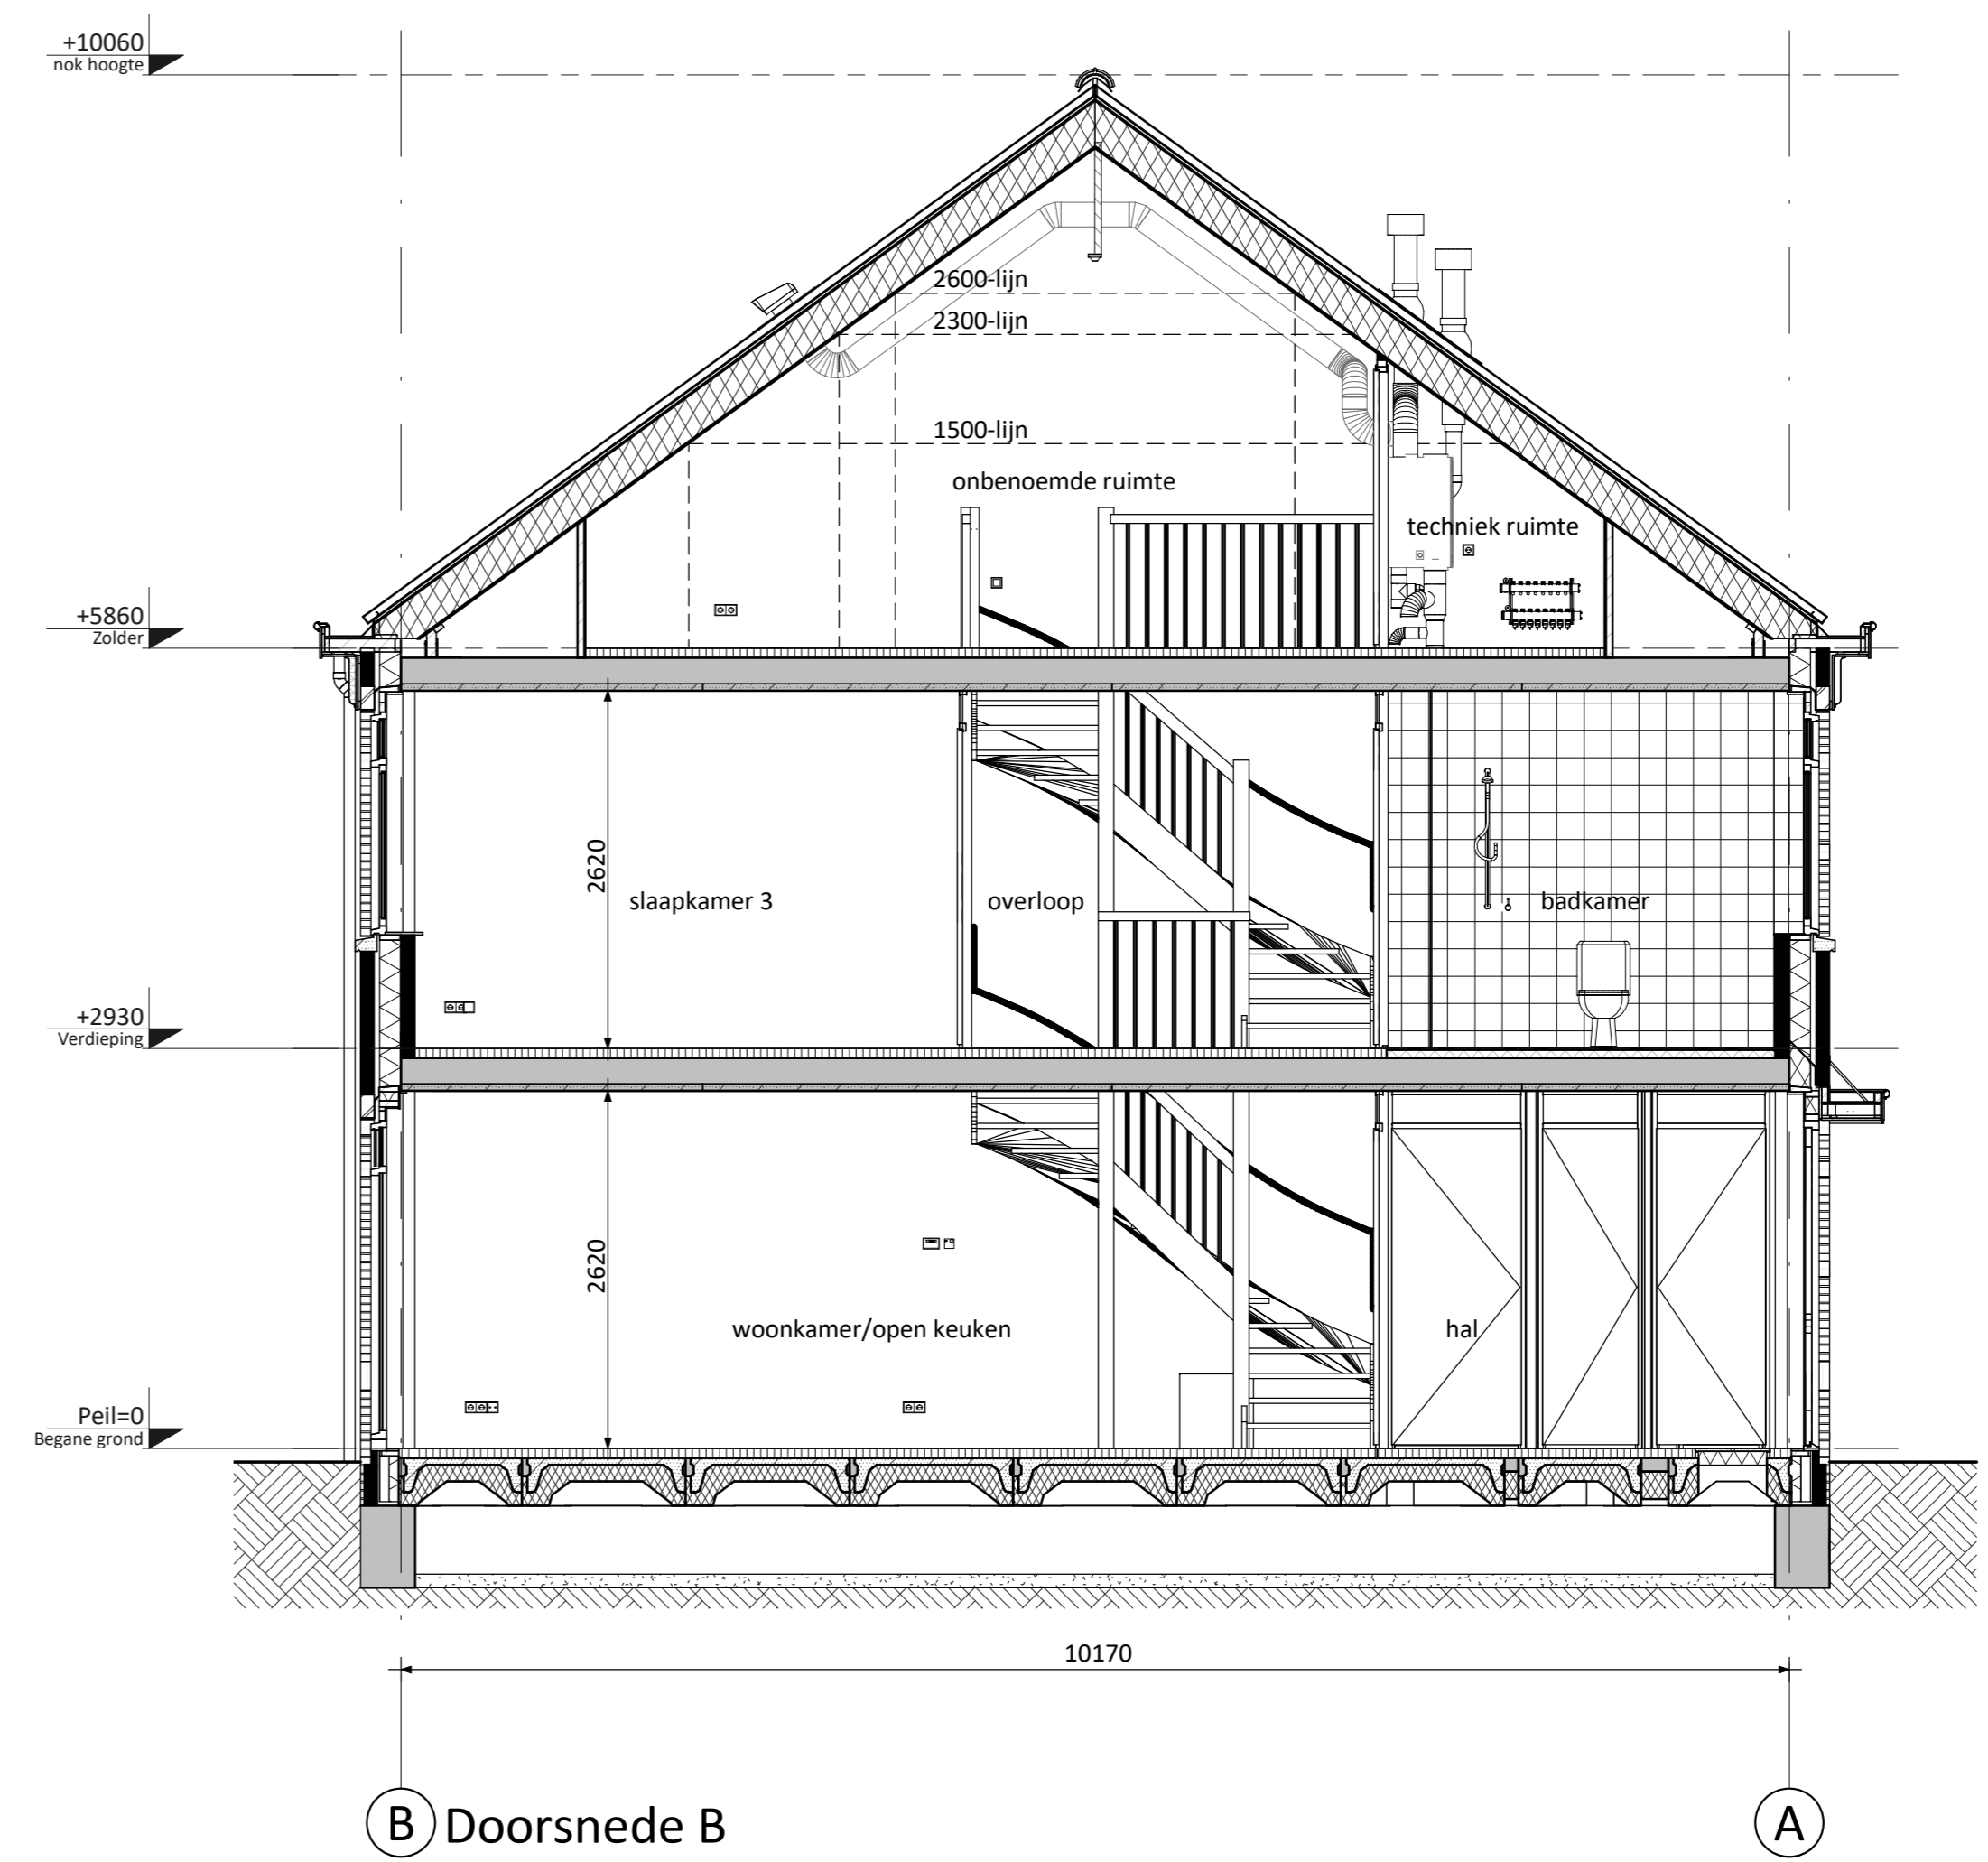 +10060
nok hoogte
2600-lijn
2300-lijn
1500-lijn
onbenoemde ruimte
techniek ruimte
+5860
Zolder
2620
slaapkamer 3
overloop
badkamer
+2930
Verdieping
2620
woonkamer/open keuken
hal
Peil=0
Begane grond
10170
B
Doorsnede B
A